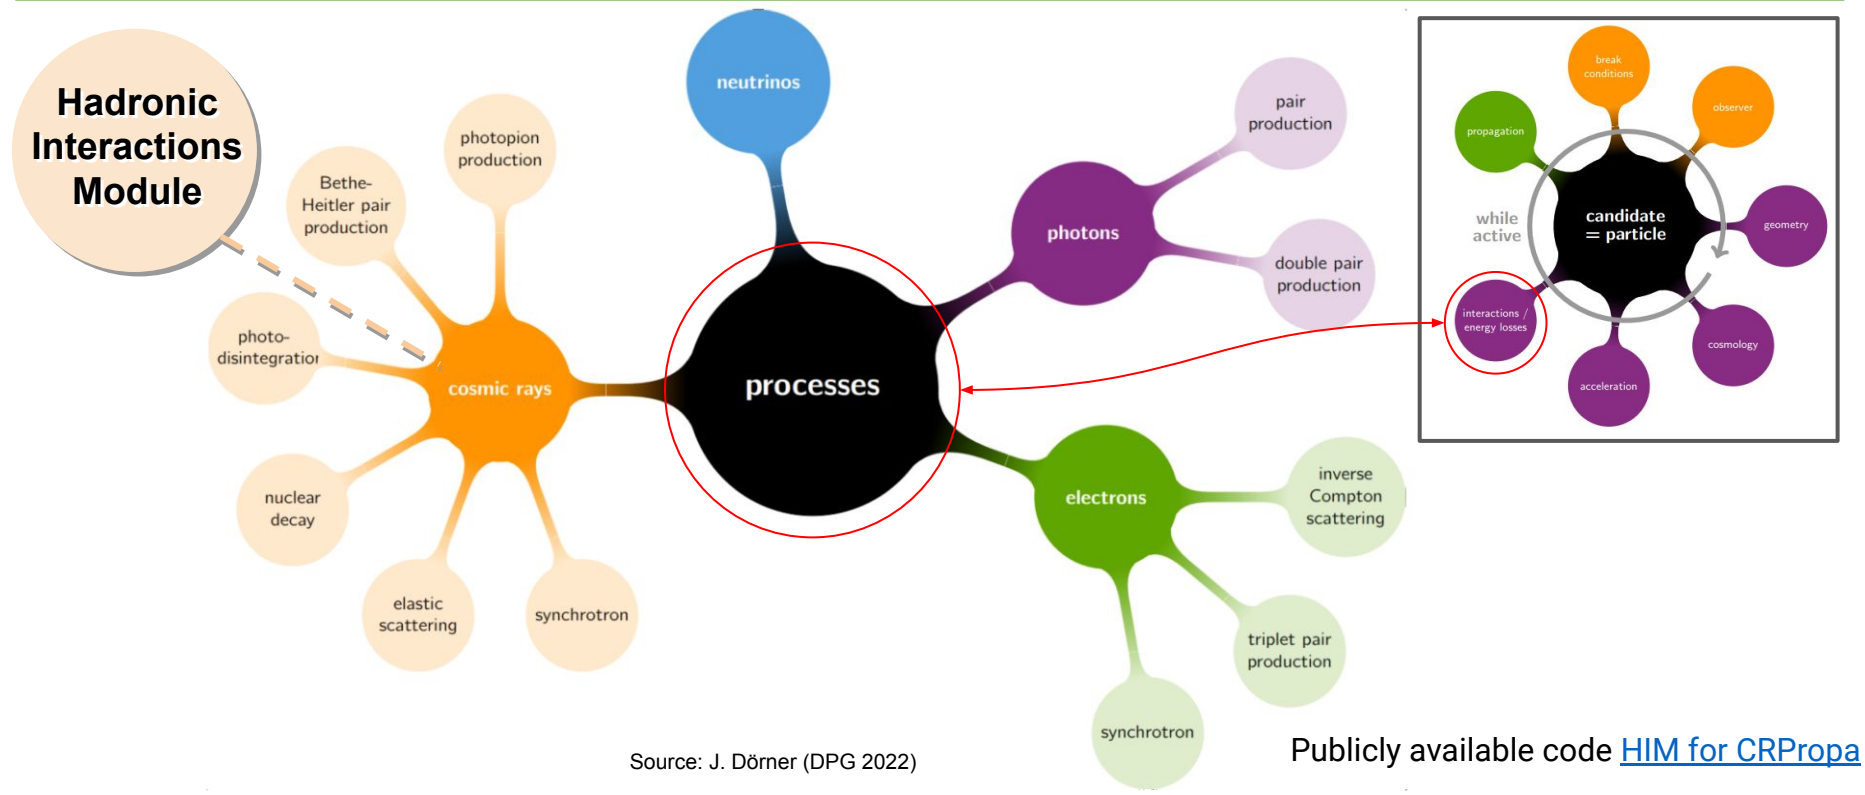 Hadronic
Interactions
Module
photopion
production
Bethe-
Heitler pair
production
photo-
disintegration
nuclear
decay
elastic
scattering
synchrotron
cosmic rays
neutrinos
processes
photons
pair
production
double pair
production
electrons
inverse
Compton
scattering
triplet pair
production
synchrotron
break
conditions
observer
propagation
while
active
candidate
= particle
geometry
interactions /
energy losses
cosmology
acceleration
Source: J. Dörner (DPG 2022)
Publicly available code HIM for CRPropa